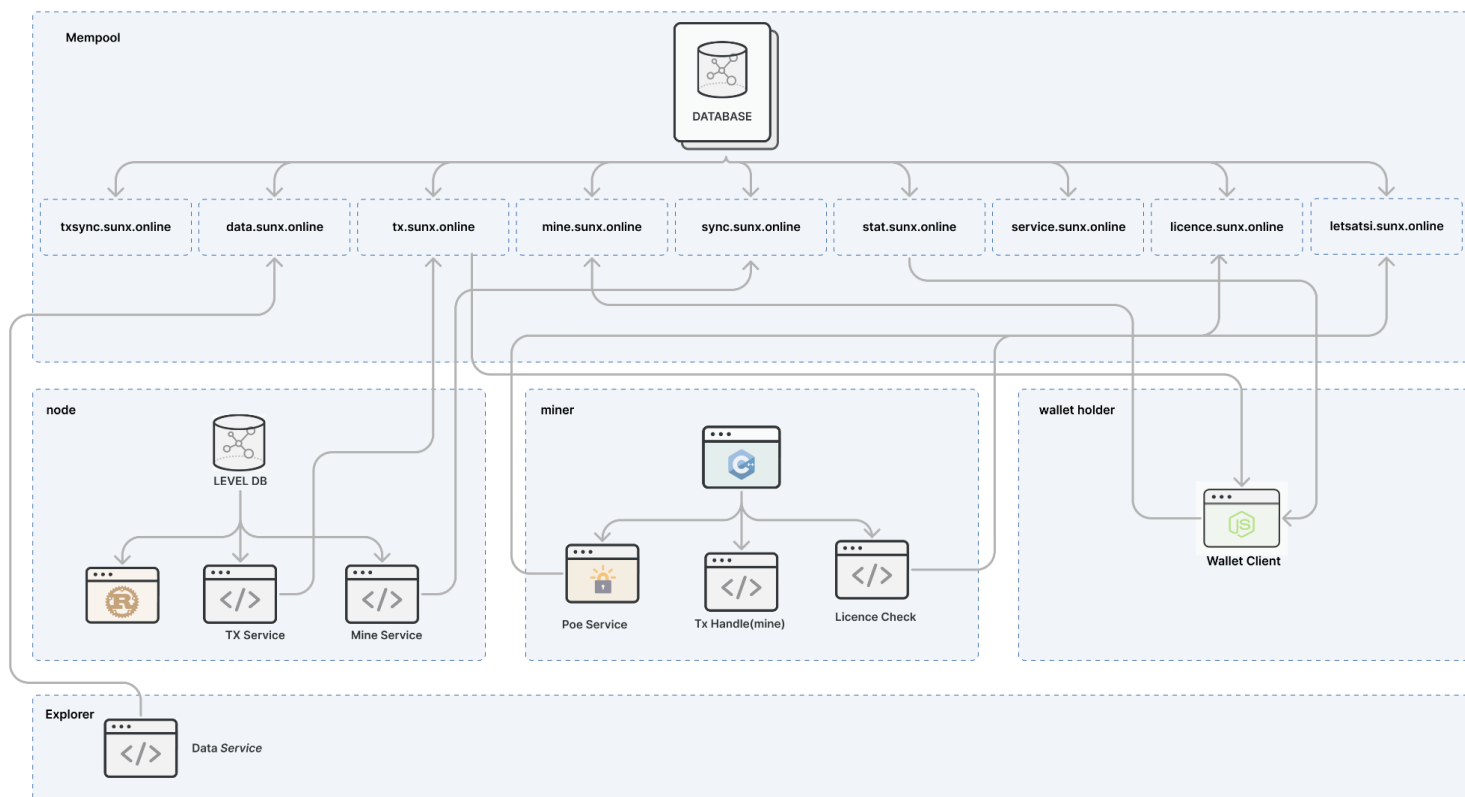 Mempool
DATABASE
txsync.sunx.online
data.sunx.online
tx.sunx.online
mine.sunx.online
sync.sunx.online
stat.sunx.online
service.sunx.online
licence.sunx.online
letsatsi.sunx.online
node
miner
wallet holder
LEVEL DB
C++
R
</>
TX Service
</>
Mine Service
Poe Service
</>
Tx Handle(mine)
</>
Licence Check
JS
Wallet Client
Explorer
</>
Data Service